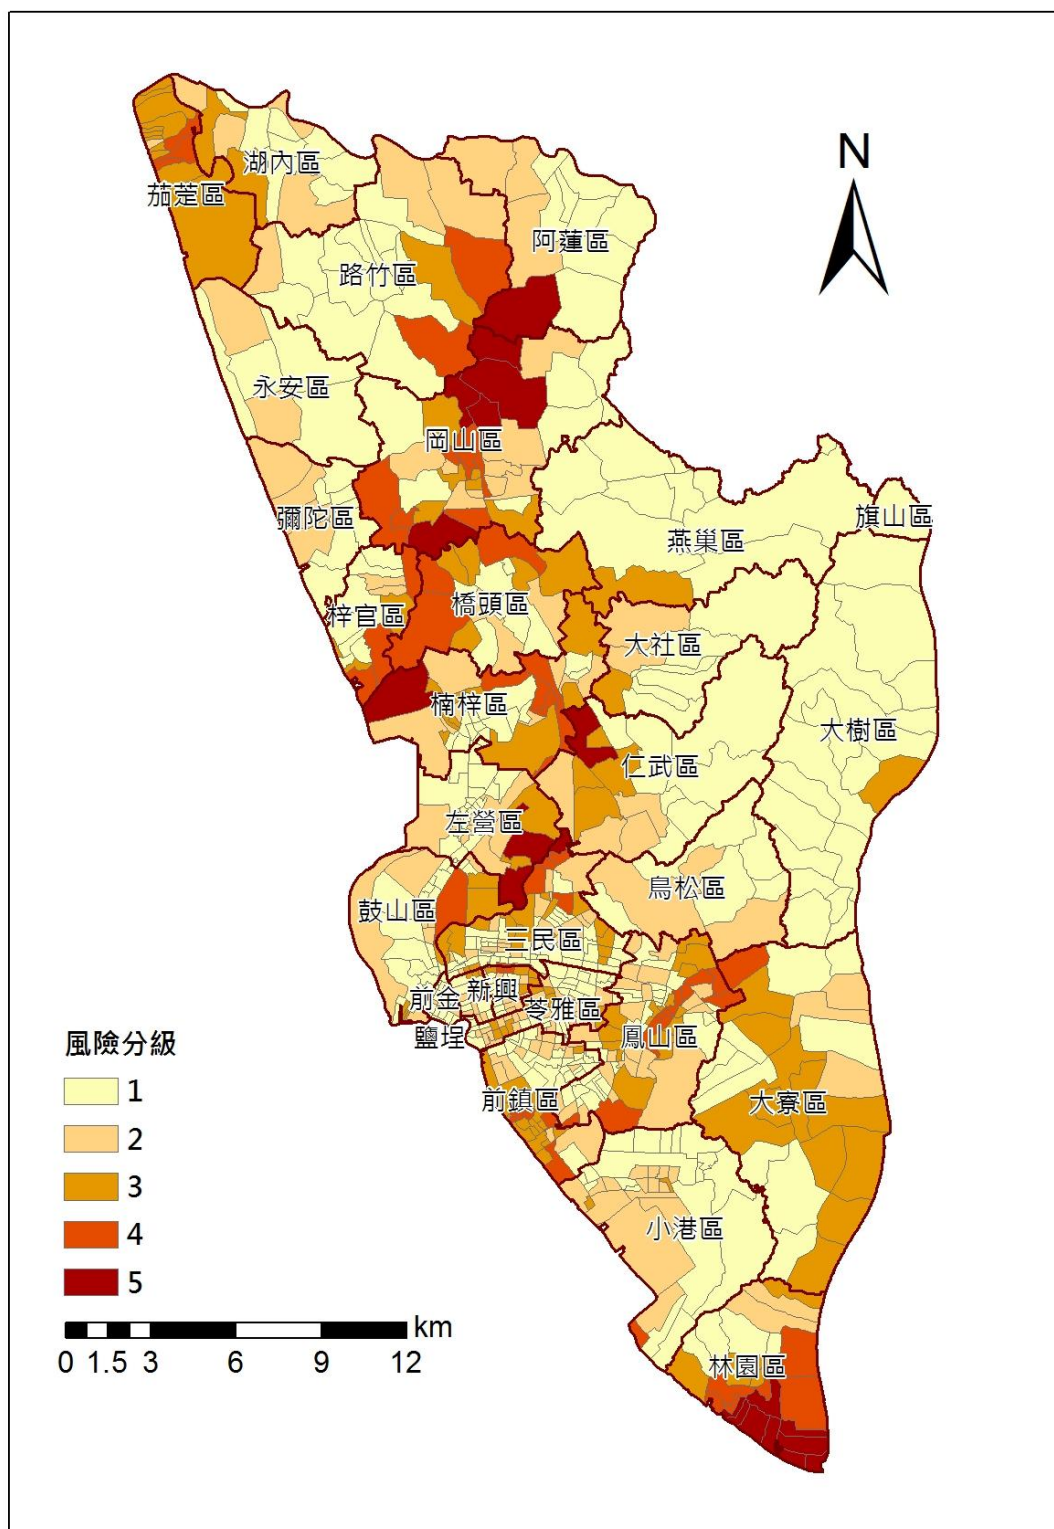 N
湖內區
茄萣區
阿蓮區
路竹區
永安區
岡山區
彌陀區
旗山區
燕巢區
橋頭區
梓官區
大社區
楠梓區
大樹區
仁武區
左營區
鳥松區
鼓山區
三民區
前金
新興
苓雅區
鹽埕
鳳山區
前鎮區
大寮區
小港區
林園區
風險分級
1
2
3
4
5
km
0 1.5 3 6 9 12